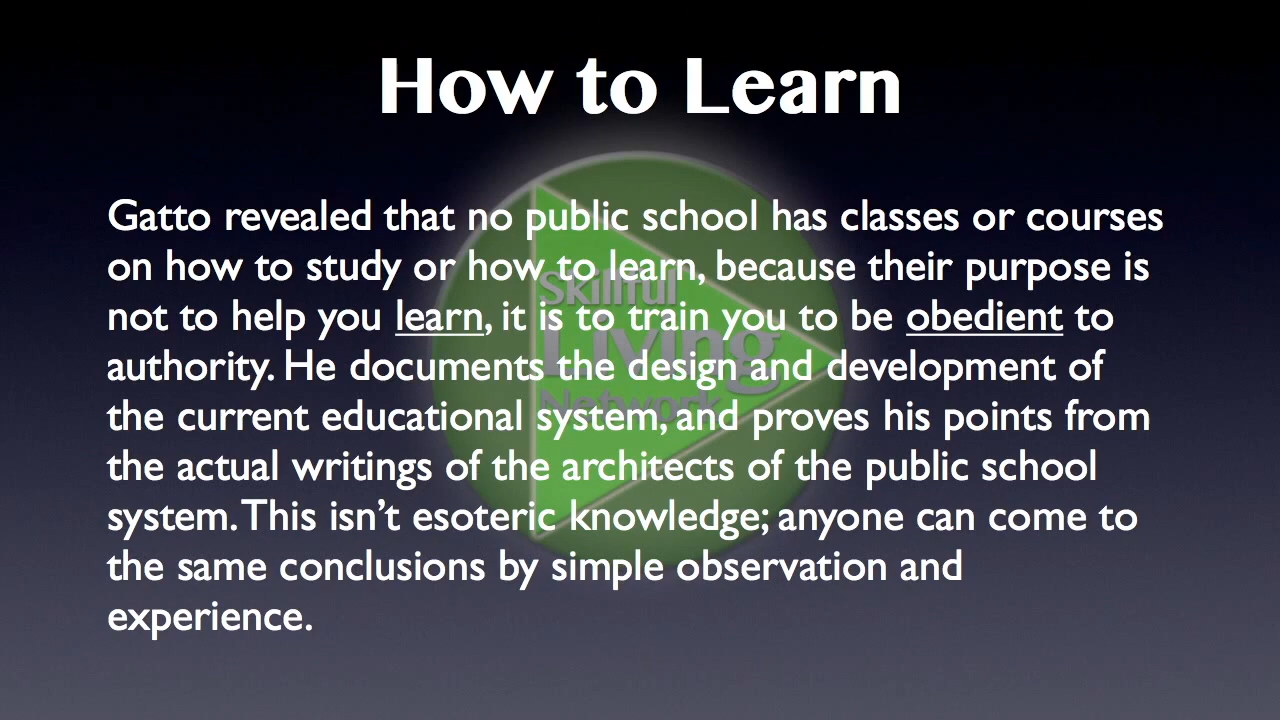 How to Learn
Gatto revealed that no public school has classes or courses
on how to study or how to learn, because their purpose is
not to help you learn, it is to train you to be obedient to
authority. He documents the design and development of
the current educational system, and proves his points from
the actual writings of the architects of the public school
system. This isn’t esoteric knowledge; anyone can come to
the same conclusions by simple observation and
experience.
Skillful
Living
Network